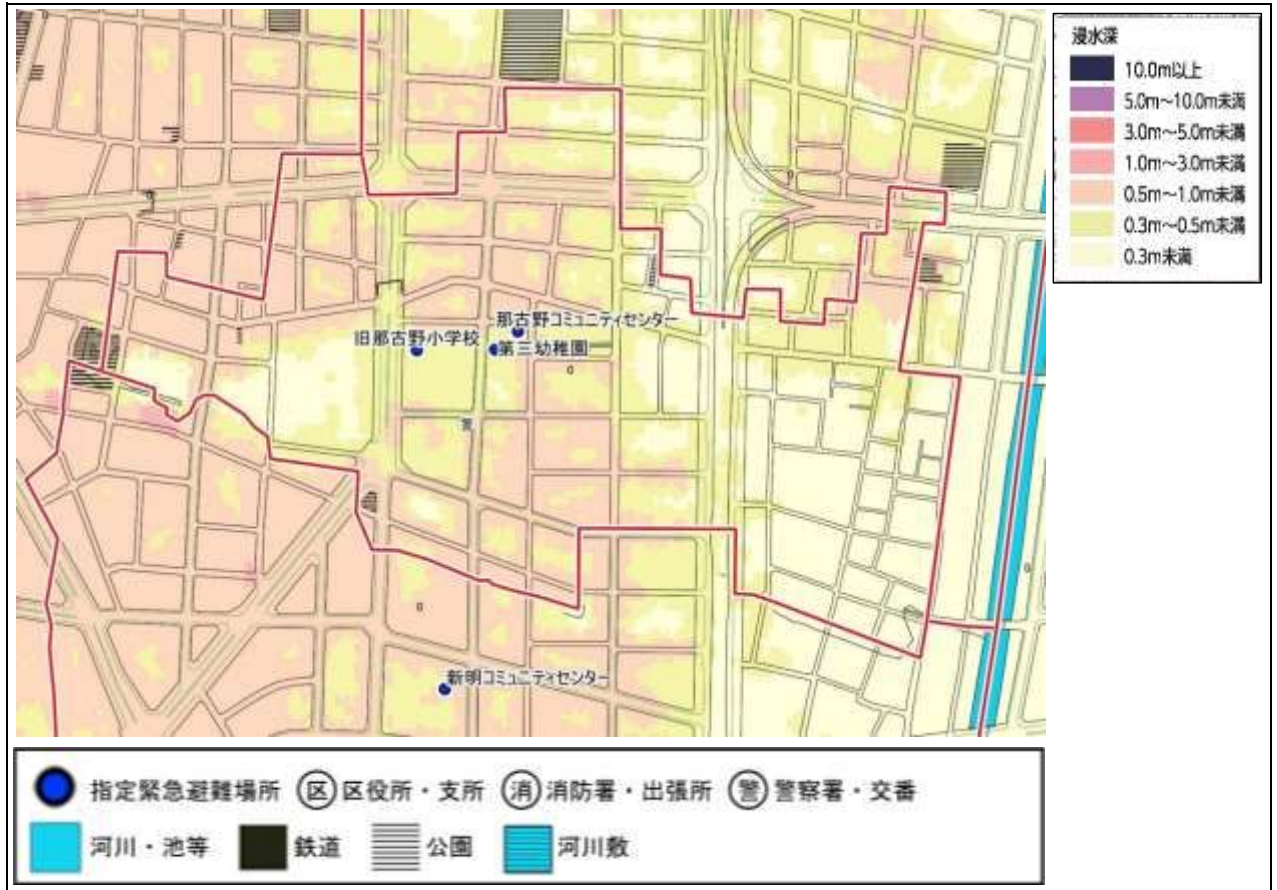 浸水深
10.0m以上
5.0m～10.0m未満
3.0m～5.0m未満
1.0m～3.0m未満
0.5m～1.0m未満
0.3m～0.5m未満
0.3m未満
那古野コミュニティセンター
旧那古野小学校
第三幼稚園
新明コミュニティセンター
指定緊急避難場所 区 区役所・支所 消 消防署・出張所 警 警察署・交番
河川・池等 鉄道 公園 河川敷